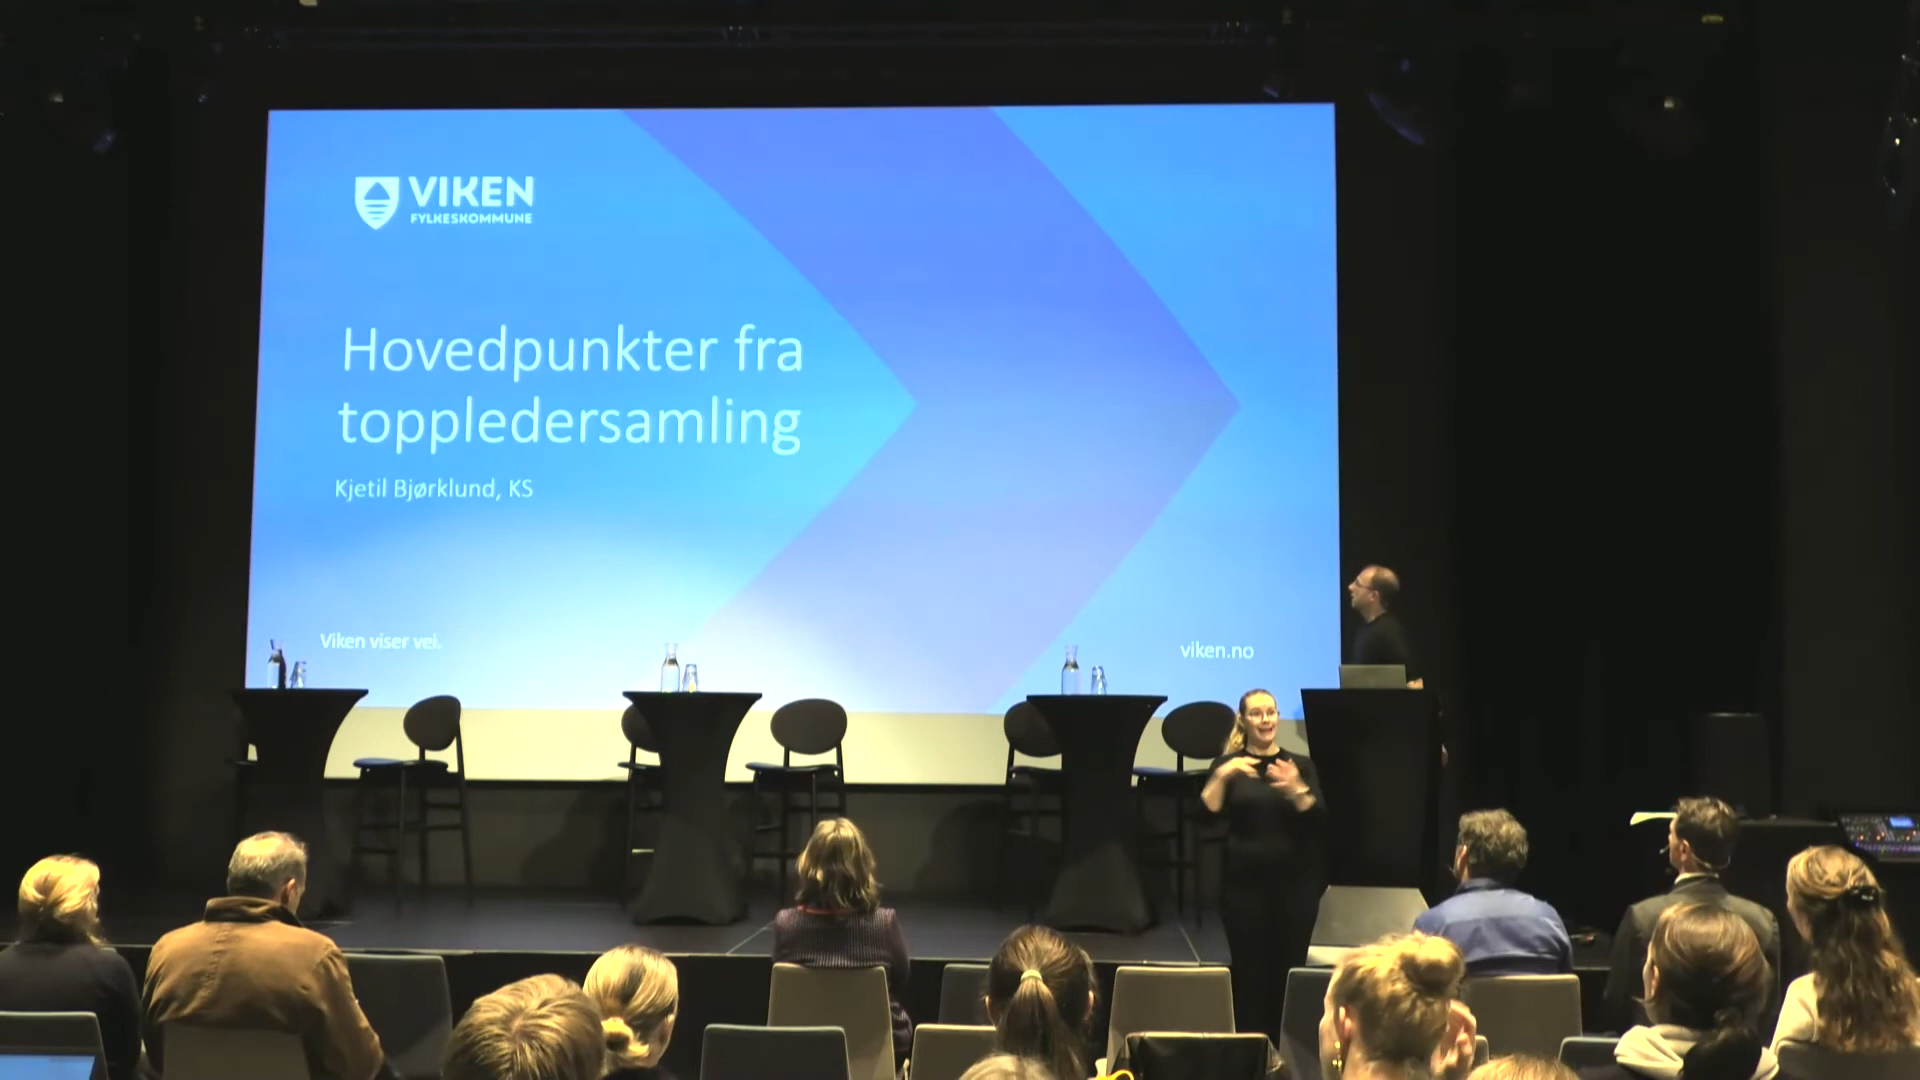 VIKEN
FYLKESKOMMUNE
Hovedpunkter fra
toppledersamling
Kjetil Bjørklund, KS
Viken viser vei.
viken.no